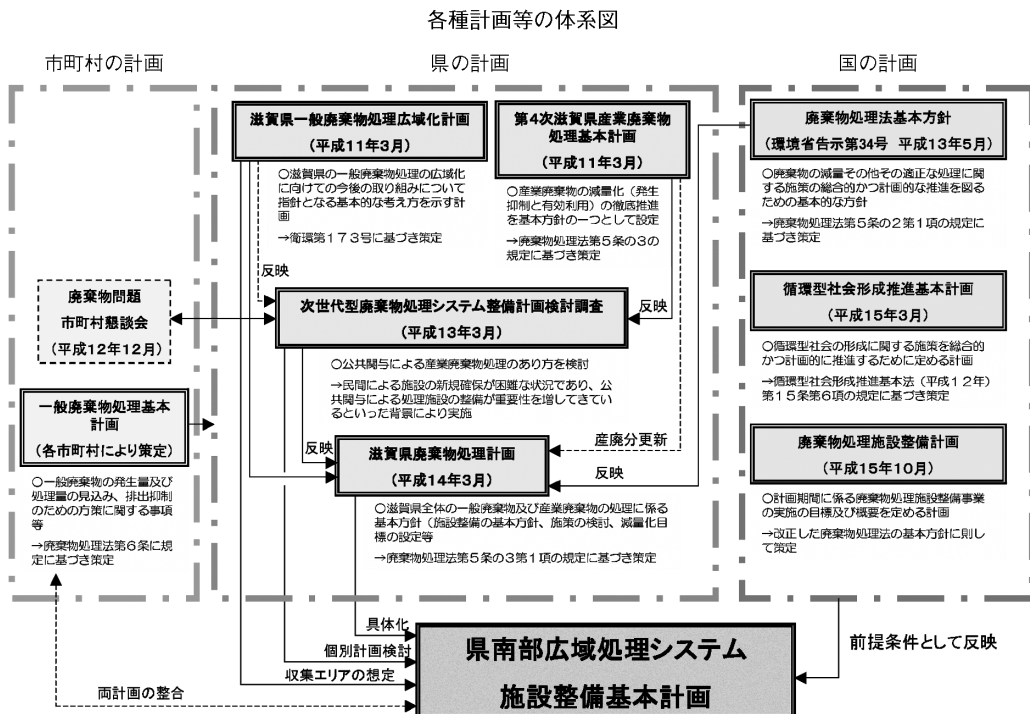 各種計画等の体系図
市町村の計画
県の計画
国の計画
滋賀県一般廃棄物処理広域化計画
(平成11年3月)
○滋賀県の一般廃棄物処理の広域化
に向けての今後の取り組みについて
指針となる基本的な考え方を示す計
画
→衛環第173号に基づき策定
第4次滋賀県産業廃棄物
処理基本計画
(平成11年3月)
○産業廃棄物の減量化(発生
抑制と有効利用)の徹底推進
を基本方針の一つとして設定
→廃棄物処理法第5条の3の
規定に基づき策定
廃棄物処理法基本方針
(環境省告示第34号 平成13年5月)
○廃棄物の減量その他その適正な処理に関
する施策の総合的かつ計画的な推進を図る
ための基本的な方針
→廃棄物処理法第5条の2第1項の規定に
基づき策定
反映
反映
廃棄物問題
市町村懇談会
(平成12年12月)
次世代型廃棄物処理システム整備計画検討調査
(平成13年3月)
○公共関与による産業廃棄物処理のあり方を検討
→民間による施設の新規確保が困難な状況であり、公
共関与による処理施設の整備が重要性を増してきて
いるといった背景により実施
循環型社会形成推進基本計画
(平成15年3月)
○循環型社会の形成に関する施策を総合的
かつ計画的に推進するために定める計画
→循環型社会形成推進基本法(平成12年)
第15条第6項の規定に基づき策定
一般廃棄物処理基本
計画
(各市町村により策定)
○一般廃棄物の発生量及び
処理量の見込み、排出抑制
のための方策に関する事項
等
→廃棄物処理法第6条に規
定に基づき策定
反映
産廃分更新
反映
滋賀県廃棄物処理計画
(平成14年3月)
○滋賀県全体の一般廃棄物及び産業廃棄物の処理に係る
基本方針(施設整備の基本方針、施策の検討、減量化目
標の設定等)
→廃棄物処理法第5条の3第1項の規定に基づき策定
廃棄物処理施設整備計画
(平成15年10月)
○計画期間に係る廃棄物処理施設整備事業
の実施の目標及び概要を定める計画
→改正した廃棄物処理法の基本方針に則し
て策定
具体化
個別計画検討
収集エリアの想定
両計画の整合
前提条件として反映
県南部広域処理システム
施設整備基本計画